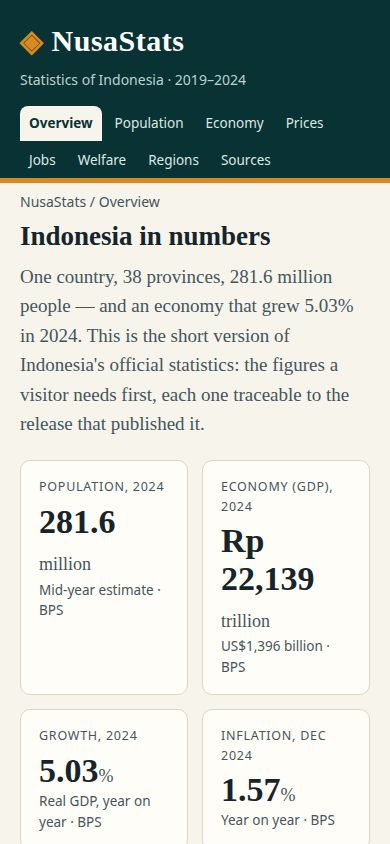 ◈ NusaStats
Statistics of Indonesia · 2019–2024
Overview Population Economy Prices
Jobs Welfare Regions Sources
NusaStats / Overview
Indonesia in numbers
One country, 38 provinces, 281.6 million
people — and an economy that grew 5.03%
in 2024. This is the short version of
Indonesia's official statistics: the figures a
visitor needs first, each one traceable to the
release that published it.
POPULATION, 2024
281.6
million
Mid-year estimate ·
BPS
ECONOMY (GDP),
2024
Rp
22,139
trillion
US$1,396 billion ·
BPS
GROWTH, 2024
5.03%
Real GDP, year on
year · BPS
INFLATION, DEC
2024
1.57%
Year on year · BPS